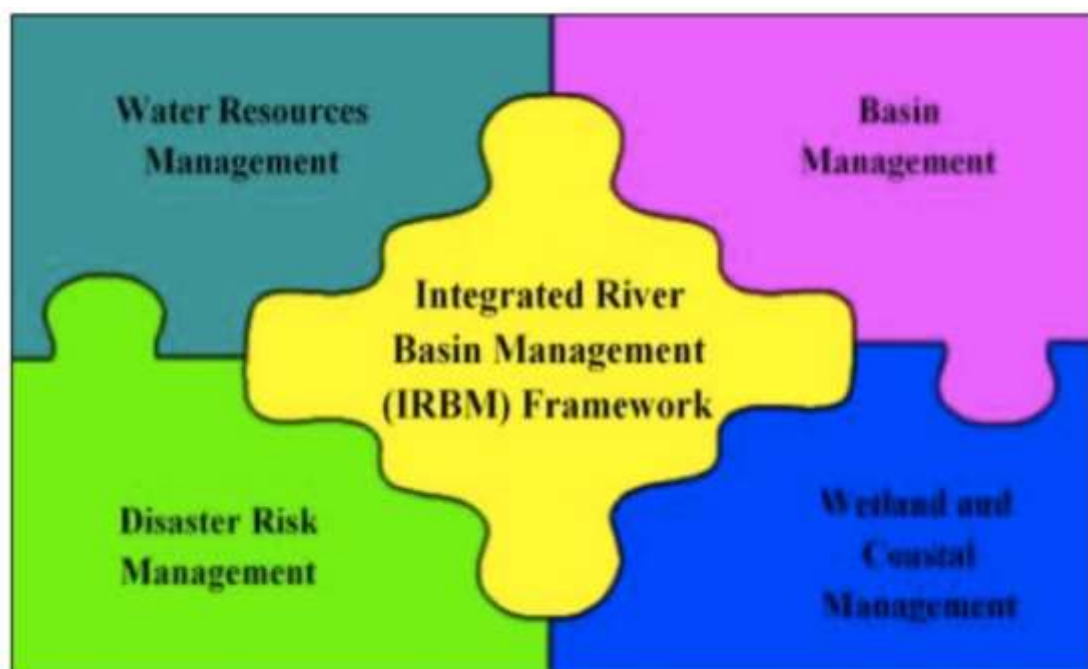 Water Resources
Management
Basin
Management
Integrated River
Basin Management
(IRBM) Framework
Disaster Risk
Management
Wetland and
Coastal
Management